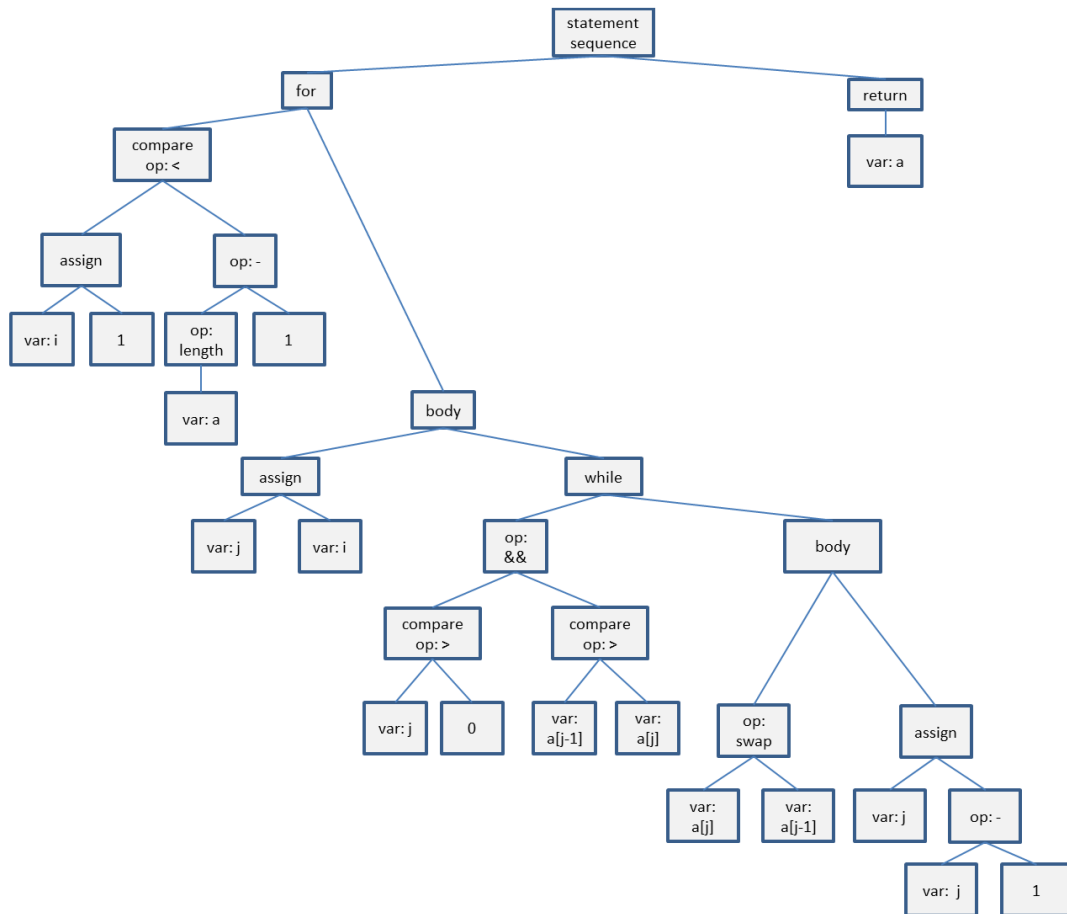 statement
sequence
for
return
compare
op: <
var: a
assign
op: -
var: i
1
op:
length
1
var: a
body
assign
while
var: j
var: i
op:
&&
body
compare
op: >
compare
op: >
var: j
0
var:
a[j-1]
var:
a[j]
op:
swap
assign
var:
a[j]
var:
a[j-1]
var: j
op: -
var: j
1